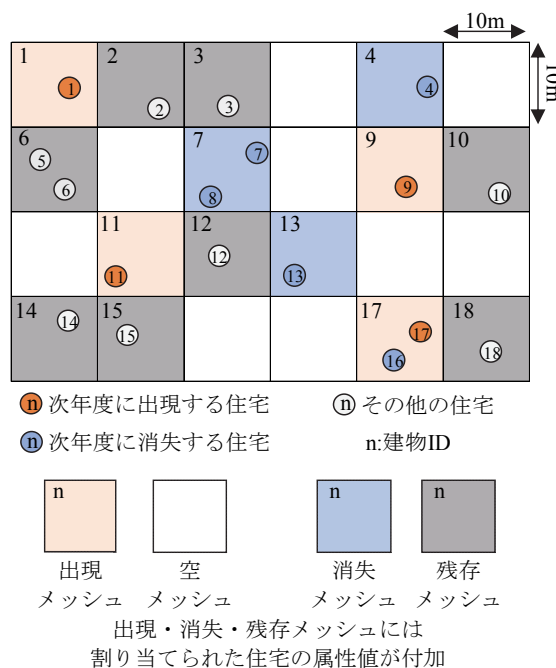 10m
10m
1 2 3 4
1 2 3 4
6 7 9 10
5 7
6 8 9 10
11 12 13
11 12 13
14 15 17 18
14 15 17
16 18
n 次年度に出現する住宅 n その他の住宅
n 次年度に消失する住宅 n:建物ID
n n n
出現 空 消失 残存
メッシュ メッシュ メッシュ メッシュ
出現・消失・残存メッシュには
割り当てられた住宅の属性値が付加